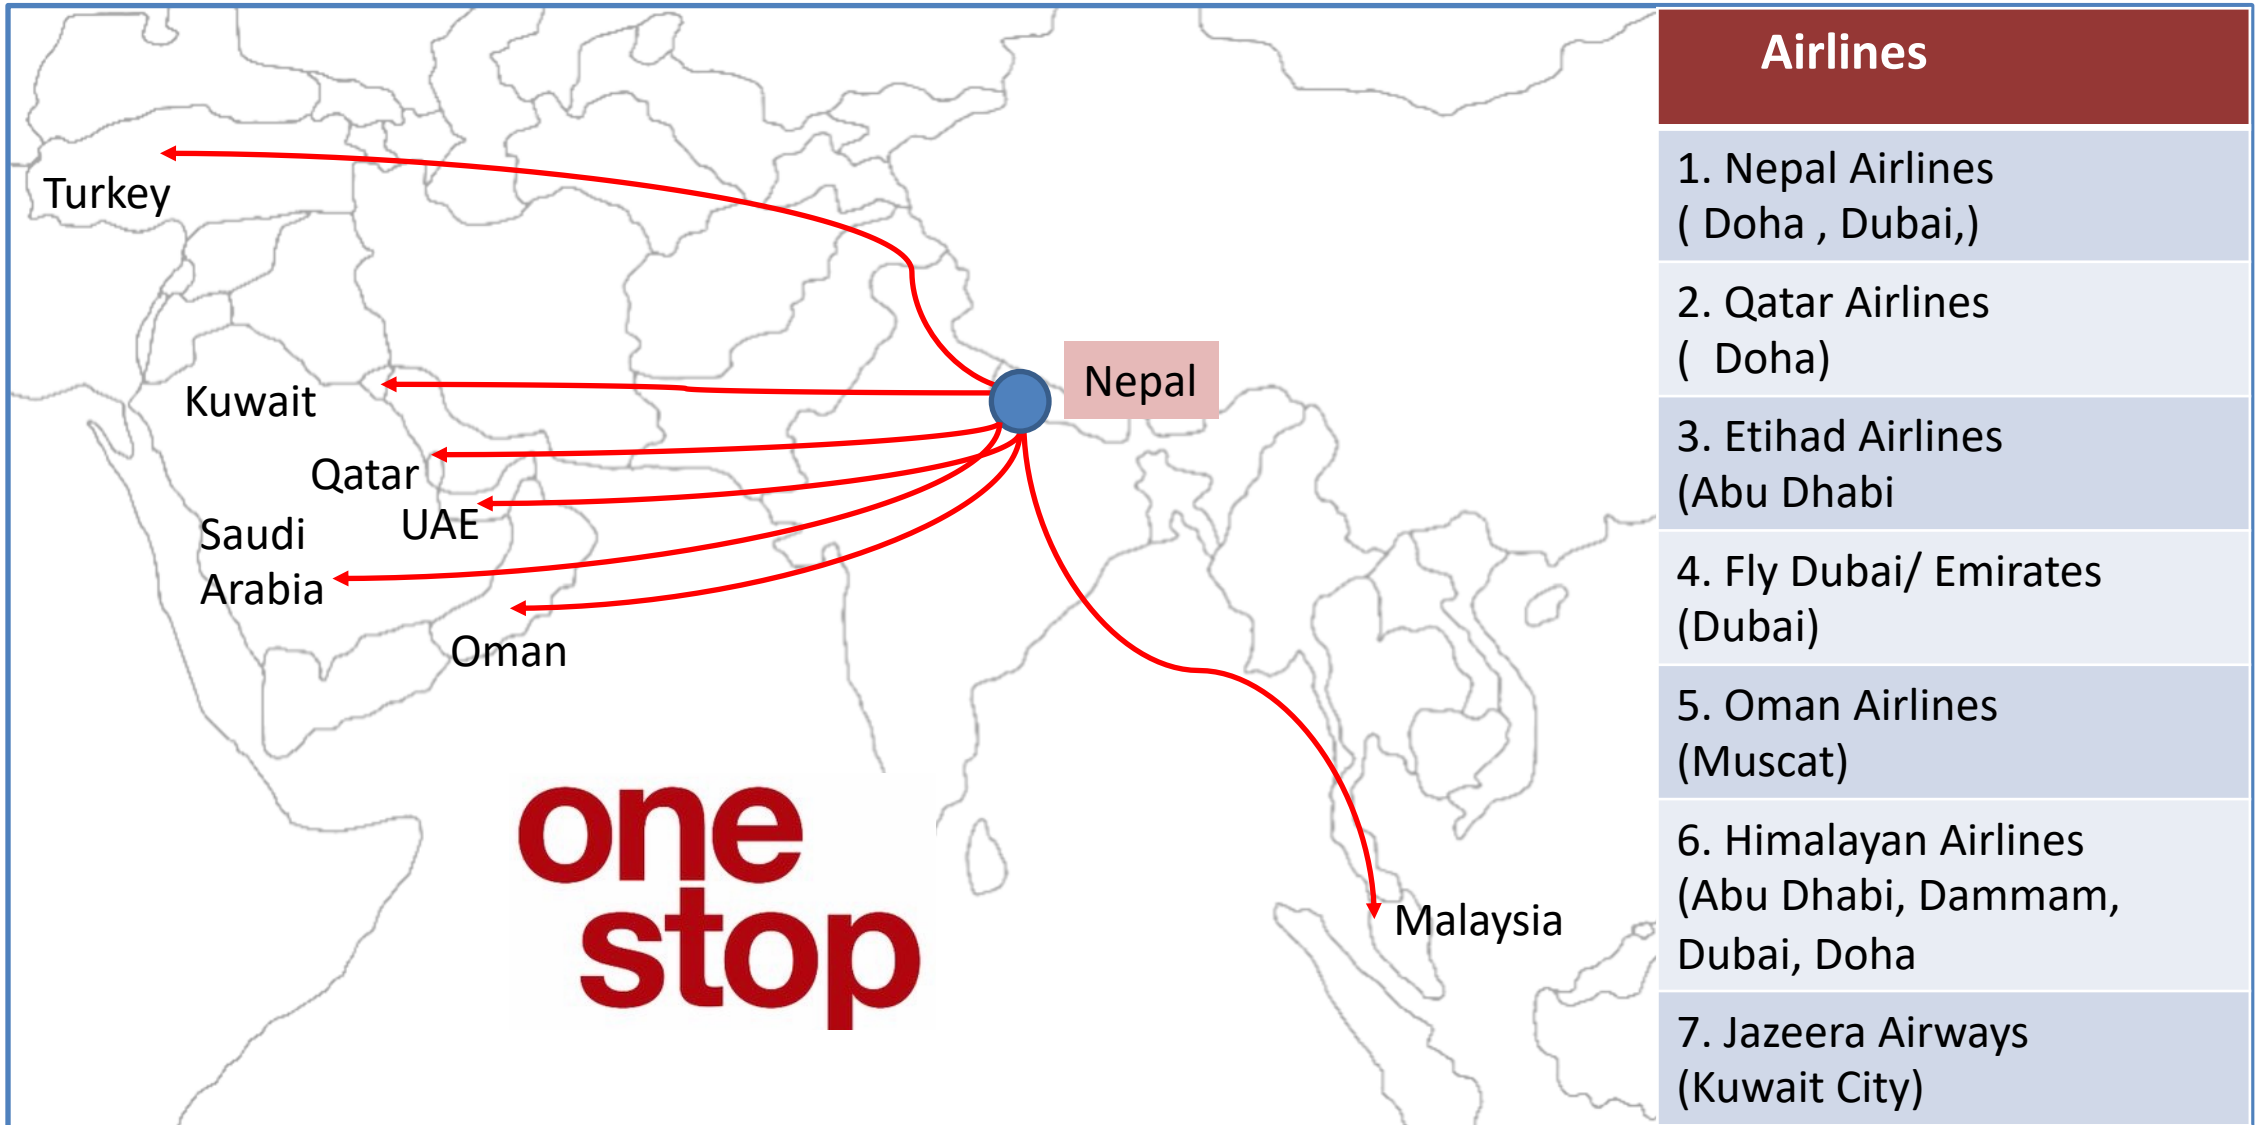 Turkey
Kuwait
Nepal
Qatar
UAE
Saudi
Arabia
Oman
Malaysia
one
stop
Airlines
1. Nepal Airlines
( Doha , Dubai,)
2. Qatar Airlines
(  Doha)
3. Etihad Airlines
(Abu Dhabi
4. Fly Dubai/ Emirates
(Dubai)
5. Oman Airlines
(Muscat)
6. Himalayan Airlines
(Abu Dhabi, Dammam,
Dubai, Doha
7. Jazeera Airways
(Kuwait City)